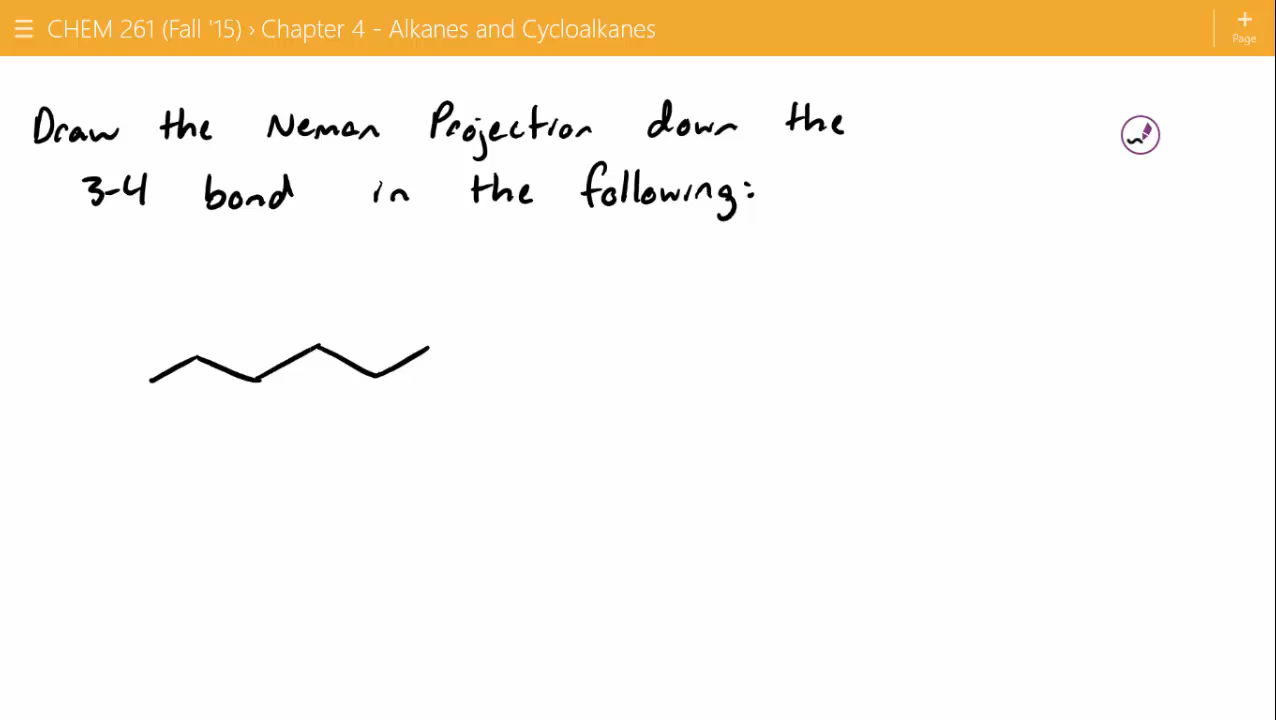 CHEM 261 (Fall '15) › Chapter 4 - Alkanes and Cycloalkanes
Page
Draw the Neman Projection down the
3-4 bond in the following: